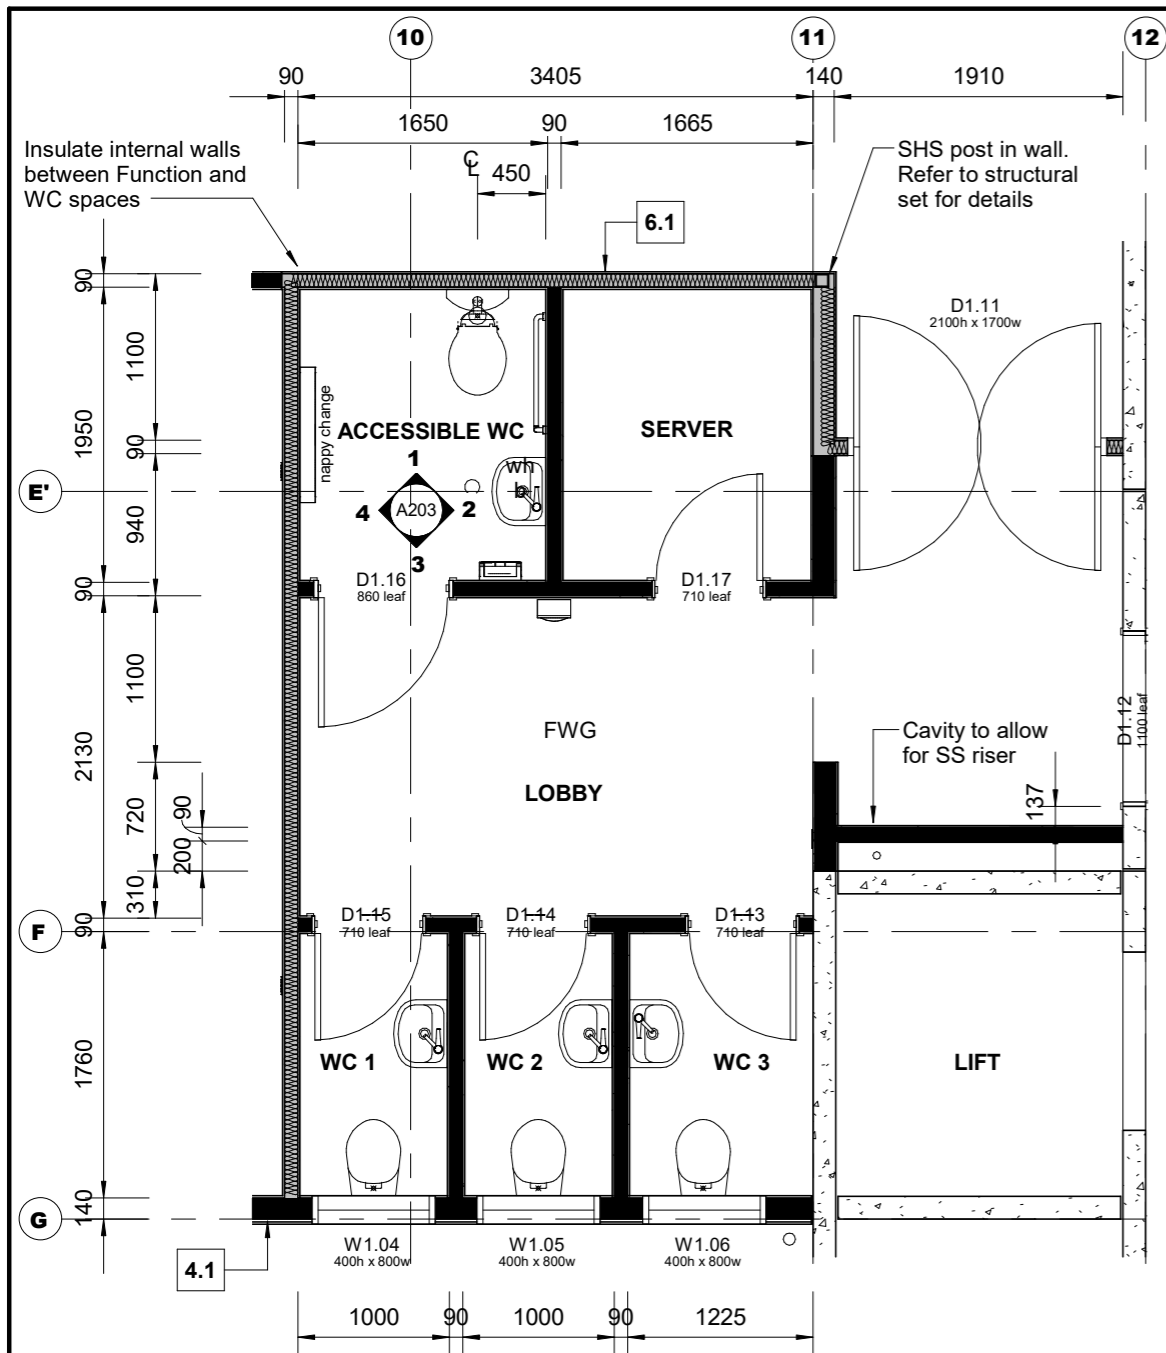 10
11
12
90
3405
140
1910
1650
90
1665
℄
450
Insulate internal walls
between Function and
WC spaces
SHS post in wall.
Refer to structural
set for details
6.1
90
1950
90
2130
90
1760
140
1100
90
940
1100
720
310
90
200
D1.11
2100h x 1700w
nappy change
ACCESSIBLE WC
SERVER
wh
b
1
2
3
4
A203
E'
D1.16
860 leaf
D1.17
710 leaf
FWG
LOBBY
Cavity to allow
for SS riser
D1.12
1100 leaf
137
F
D1.15
710 leaf
D1.14
710 leaf
D1.13
710 leaf
WC 1
WC 2
WC 3
LIFT
G
4.1
W1.04
400h x 800w
W1.05
400h x 800w
W1.06
400h x 800w
1000
90
1000
90
1225